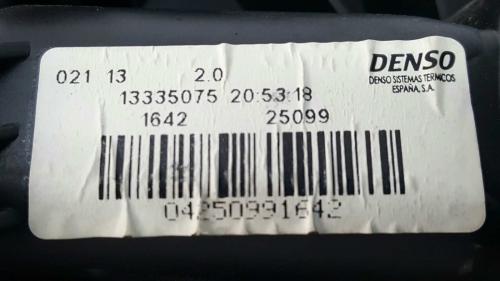 021 13 2.0 DENSO
DENSO SISTEMAS TERMICOS
ESPAÑA, S.A.
13335075 20:53:18
1642 25099
04250991642